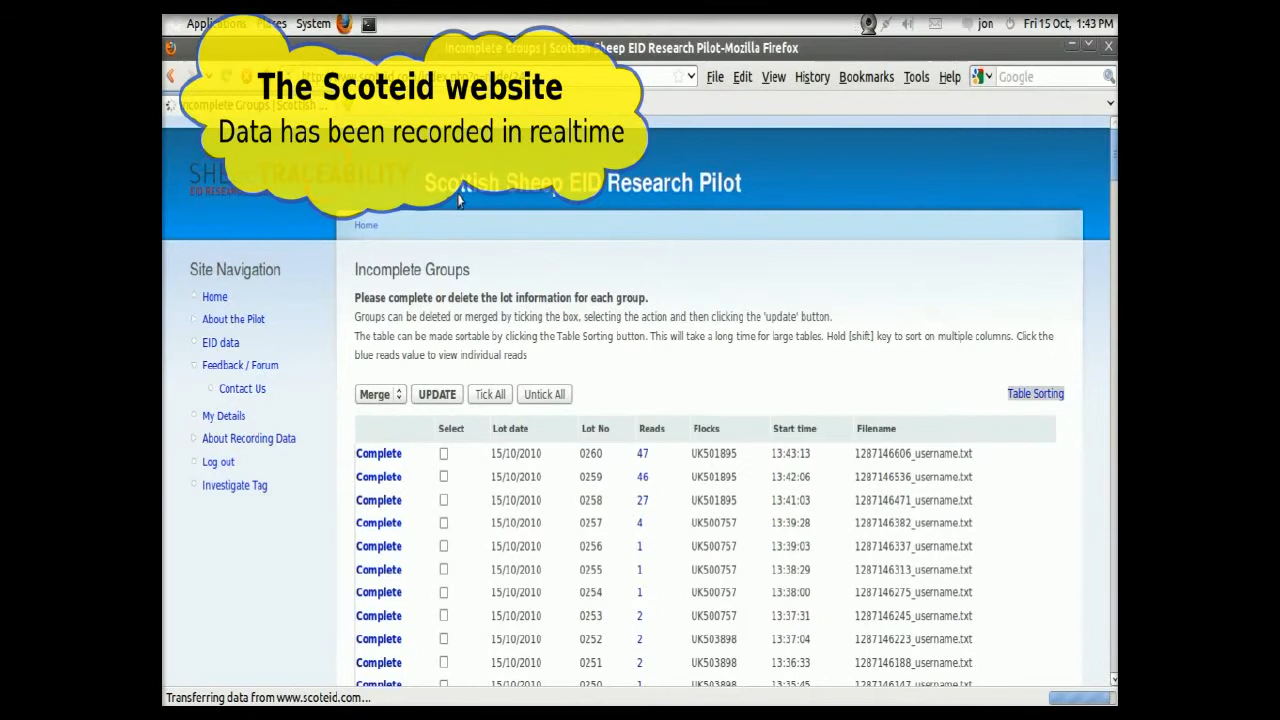 Applications Places System
jon
Fri 15 Oct, 1:43 PM
Incomplete Groups | Scottish Sheep EID Research Pilot-Mozilla Firefox
File Edit View History Bookmarks Tools Help
Google
The Scoteid website
Data has been recorded in realtime
TRACEABILITY
Scottish Sheep EID Research Pilot
Home
Site Navigation
Home
About the Pilot
EID data
Feedback / Forum
Contact Us
My Details
About Recording Data
Log out
Investigate Tag
Incomplete Groups
Please complete or delete the lot information for each group.
Groups can be deleted or merged by ticking the box, selecting the action and then clicking the 'update' button.
The table can be made sortable by clicking the Table Sorting button. This will take a long time for large tables. Hold [shift] key to sort on multiple columns. Click the
blue reads value to view individual reads
Merge UPDATE Tick All Untick All Table Sorting
Select Lot date Lot No Reads Flocks Start time Filename
Complete 15/10/2010 0260 47 UK501895 13:43:13 1287146606_username.txt
Complete 15/10/2010 0259 46 UK501895 13:42:06 1287146536_username.txt
Complete 15/10/2010 0258 27 UK501895 13:41:03 1287146471_username.txt
Complete 15/10/2010 0257 4 UK500757 13:39:28 1287146382_username.txt
Complete 15/10/2010 0256 1 UK500757 13:39:03 1287146337_username.txt
Complete 15/10/2010 0255 1 UK500757 13:38:29 1287146313_username.txt
Complete 15/10/2010 0254 1 UK500757 13:38:00 1287146275_username.txt
Complete 15/10/2010 0253 2 UK500757 13:37:31 1287146245_username.txt
Complete 15/10/2010 0252 2 UK503898 13:37:04 1287146223_username.txt
Complete 15/10/2010 0251 2 UK503898 13:36:33 1287146188_username.txt
Transferring data from www.scoteid.com...